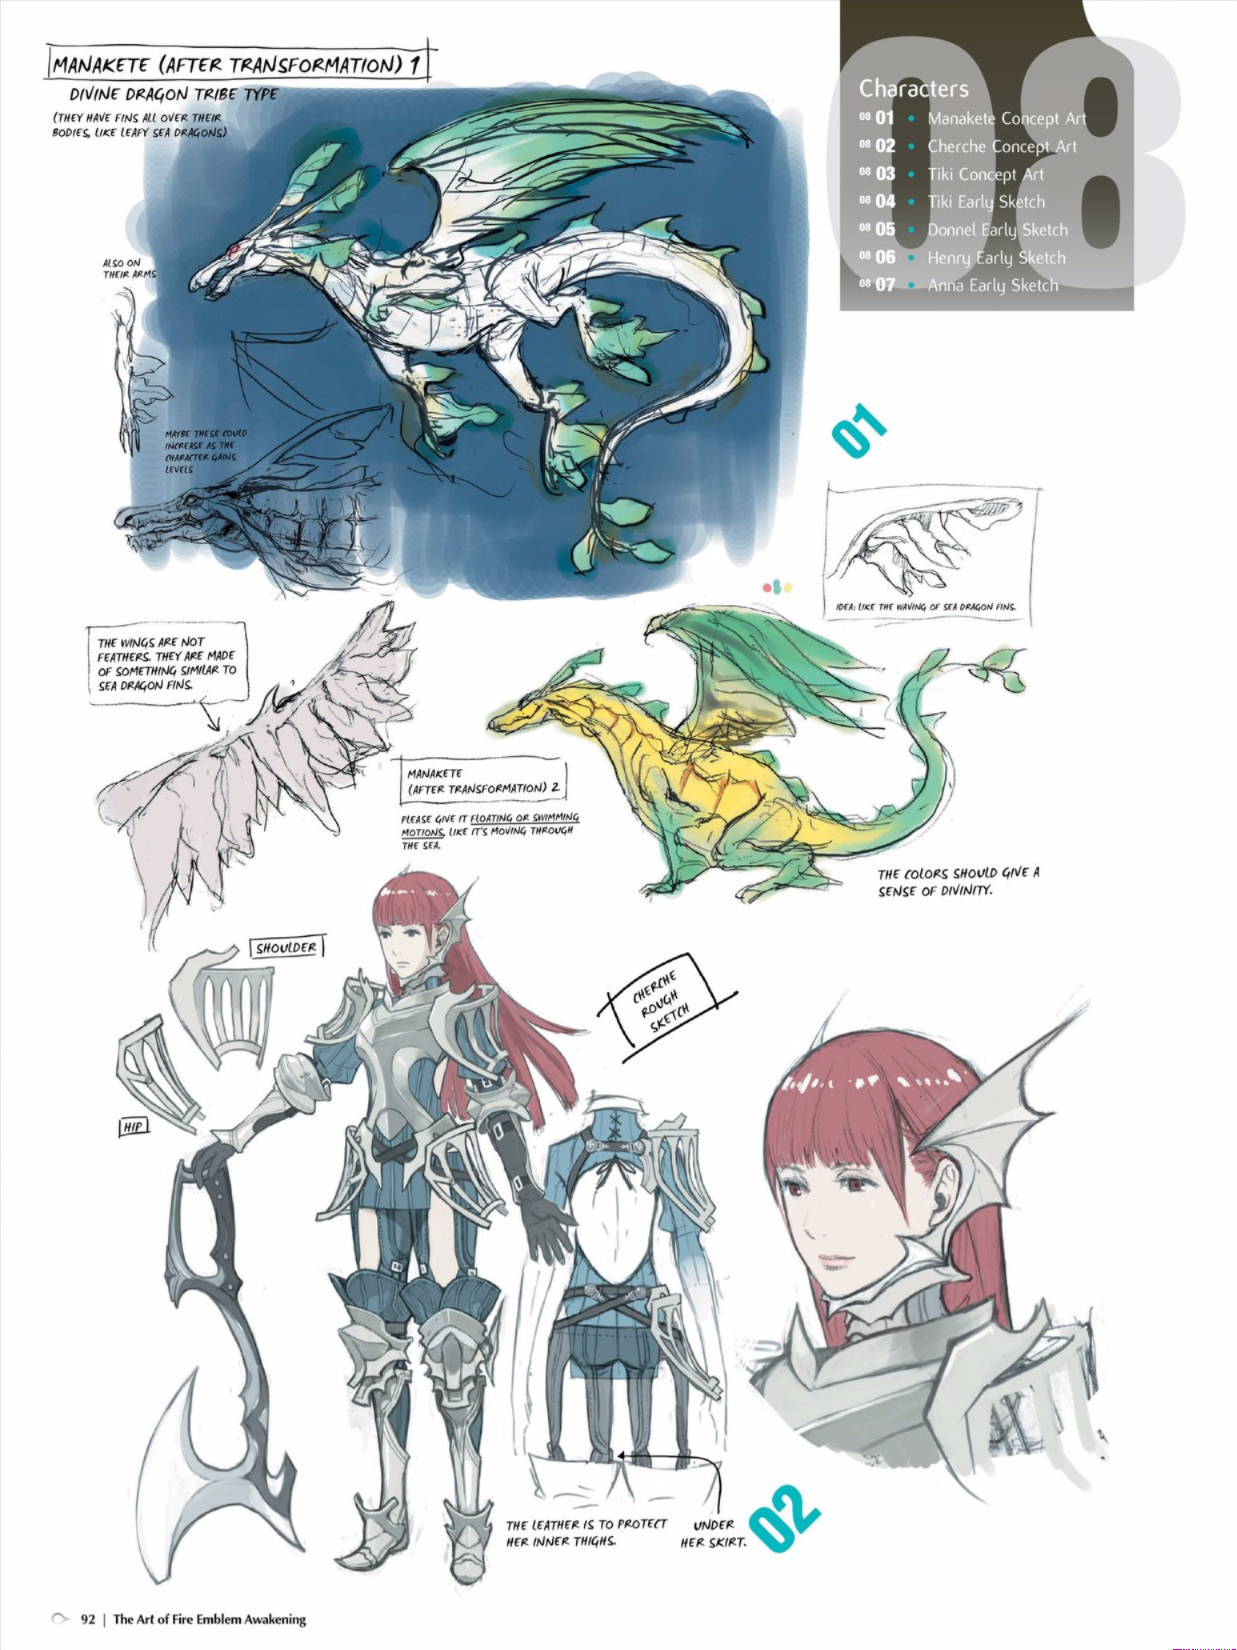 MANAKETE (AFTER TRANSFORMATION) 1
DIVINE DRAGON TRIBE TYPE
(THEY HAVE FINS ALL OVER THEIR
BODIES, LIKE LEAFY SEA DRAGONS)
08
Characters
08 01 • Manakete Concept Art
08 02 • Cherche Concept Art
08 03 • Tiki Concept Art
08 04 • Tiki Early Sketch
08 05 • Donnel Early Sketch
08 06 • Henry Early Sketch
08 07 • Anna Early Sketch
ALSO ON
THEIR ARMS
MAYBE THESE COULD
INCREASE AS THE
CHARACTER GAINS
LEVELS
01
IDEA: LIKE THE WAVING OF SEA DRAGON FINS.
THE WINGS ARE NOT
FEATHERS. THEY ARE MADE
OF SOMETHING SIMILAR TO
SEA DRAGON FINS.
MANAKETE
(AFTER TRANSFORMATION) 2
PLEASE GIVE IT FLOATING OR SWIMMING
MOTIONS, LIKE IT'S MOVING THROUGH
THE SEA.
THE COLORS SHOULD GIVE A
SENSE OF DIVINITY.
SHOULDER
HIP
CHERCHE
ROUGH
SKETCH
THE LEATHER IS TO PROTECT
HER INNER THIGHS.
UNDER
HER SKIRT.
02
92 | The Art of Fire Emblem Awakening